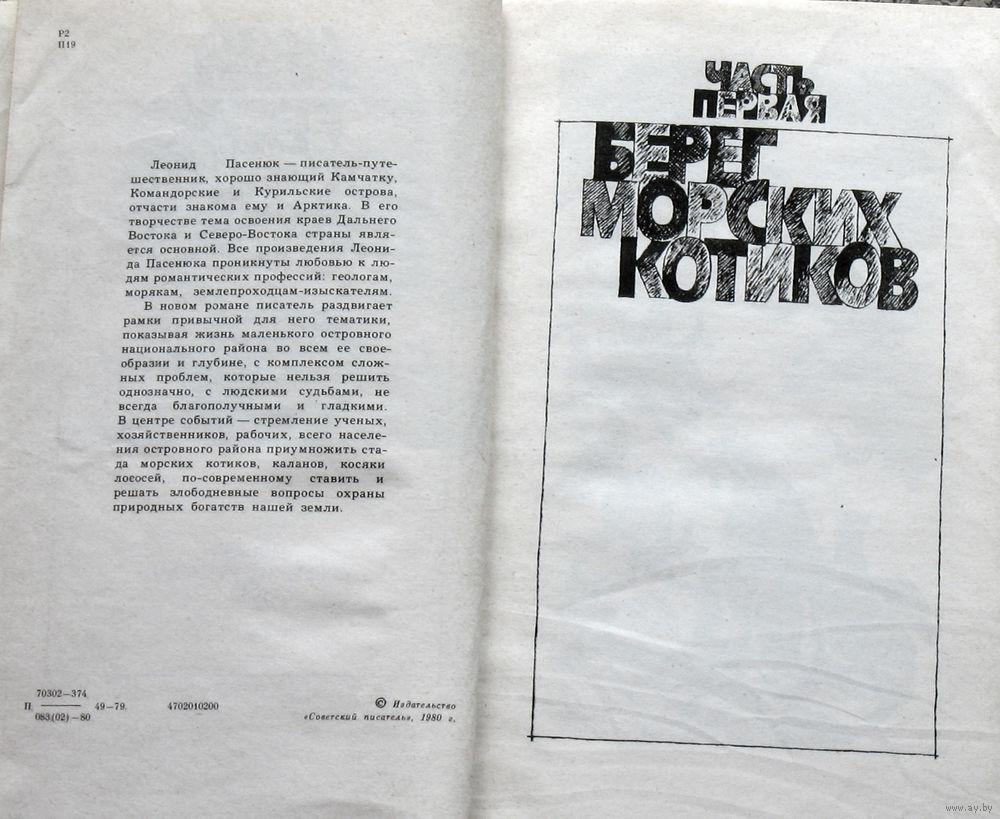 Р2
П19
Леонид Пасенюк — писатель-путе-
шественник, хорошо знающий Камчатку,
Командорские и Курильские острова,
отчасти знакома ему и Арктика. В его
творчестве тема освоения краев Дальнего
Востока и Северо-Востока страны явля-
ется основной. Все произведения Леони-
да Пасенюка проникнуты любовью к лю-
дям романтических профессий: геологам,
морякам, землепроходцам-изыскателям.
В новом романе писатель раздвигает
рамки привычной для него тематики,
показывая жизнь маленького островного
национального района во всем ее свое-
образии и глубине, с комплексом слож-
ных проблем, которые нельзя решить
однозначно, с людскими судьбами, не
всегда благополучными и гладкими.
В центре событий — стремление ученых,
хозяйственников, рабочих, всего населе-
ния островного района приумножить ста-
да морских котиков, каланов, косяки
лососей, по-современному ставить и
решать злободневные вопросы охраны
природных богатств нашей земли.
70302—374
П 49—79. 4702010200
083(02)—80
© Издательство
«Советский писатель», 1980 г.
ЧАСТЬ
ПЕРВАЯ
БЕРЕГ
МОРСКИХ
КОТИКОВ
www.ay.by